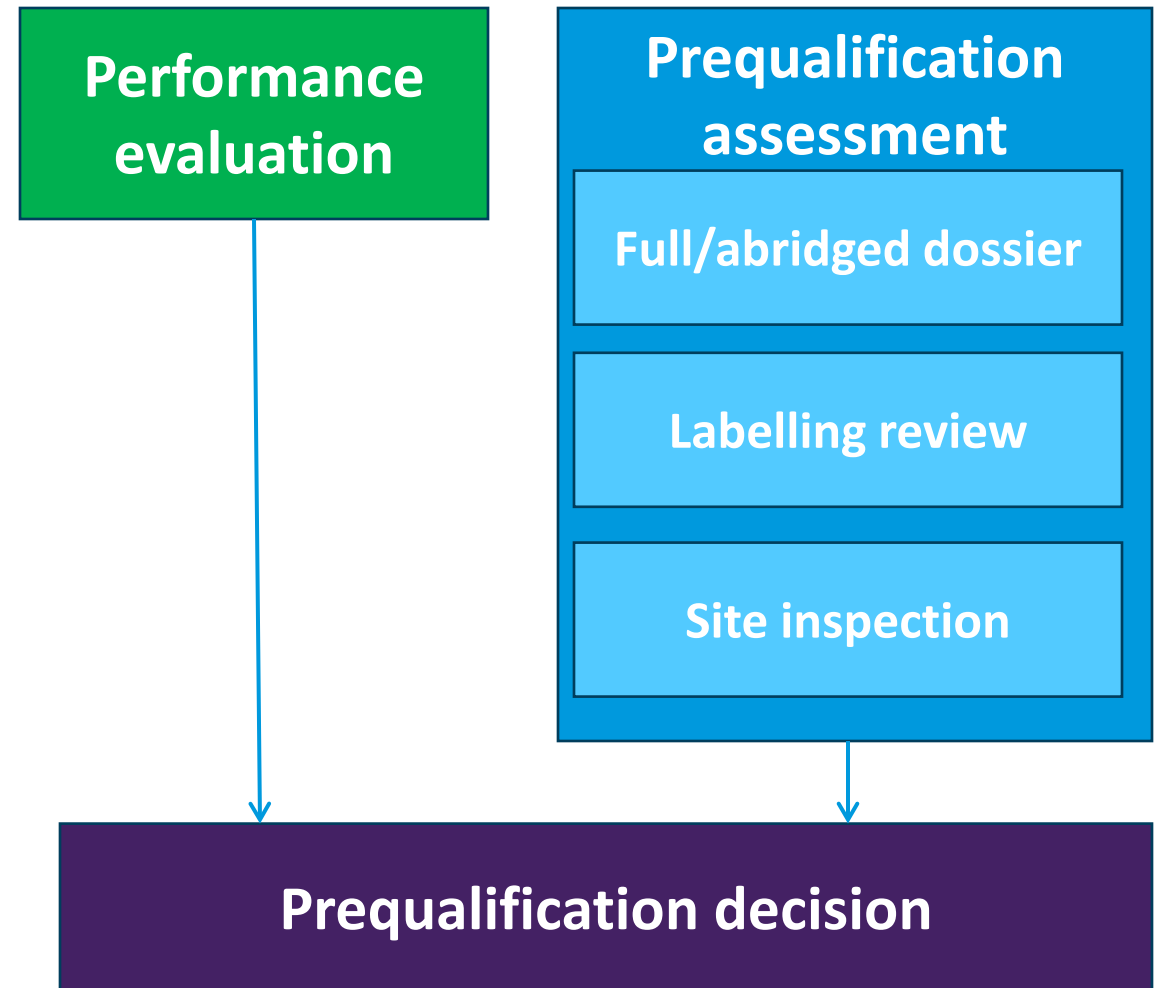 Performance
evaluation
Prequalification
assessment
Full/abridged dossier
Labelling review
Site inspection
Prequalification decision